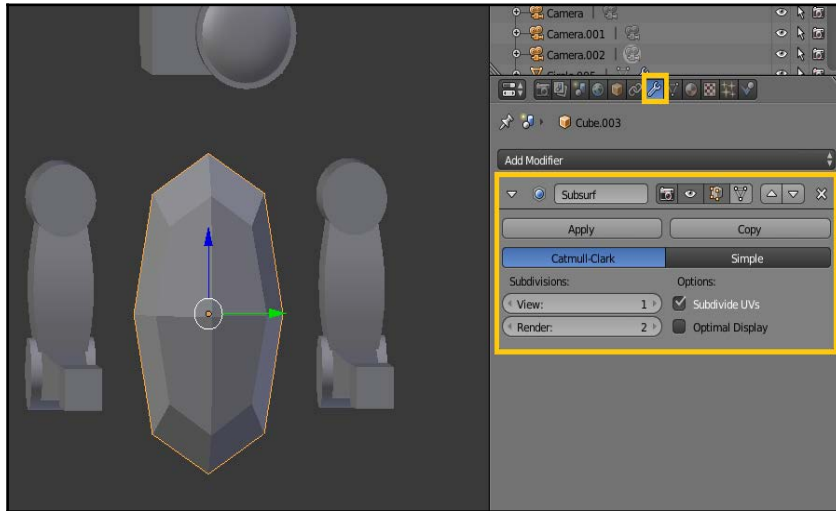 Camera
Camera.001
Camera.002
Cube.003
Add Modifier
Subsurf
Apply Copy
Catmull-Clark Simple
Subdivisions: Options:
View: 1 Subdivide UVs
Render: 2 Optimal Display